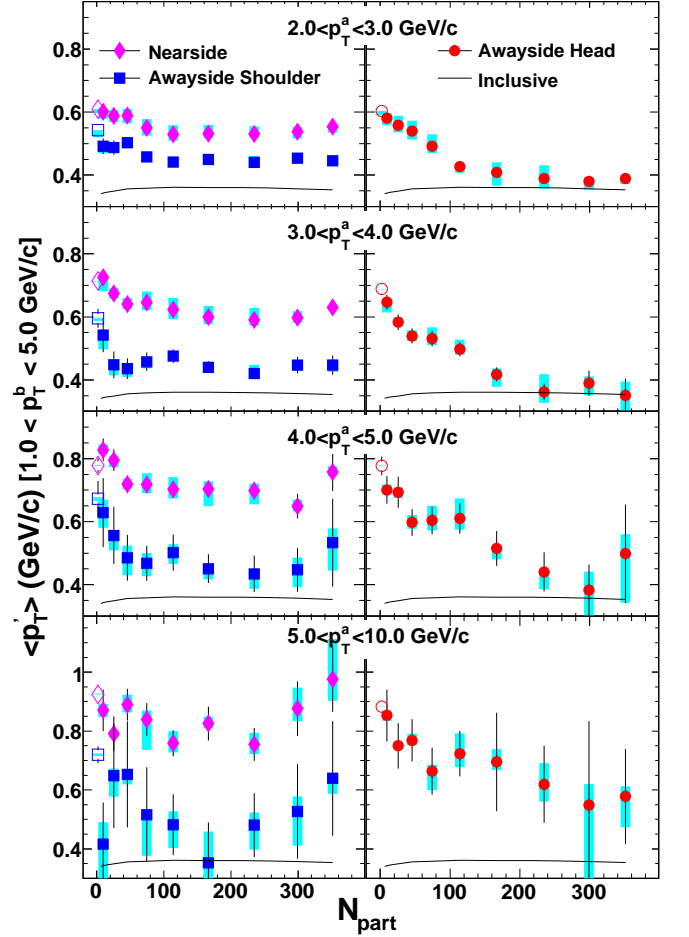 2.0<p_T^a<3.0 GeV/c
Nearside
Awayside Shoulder
Awayside Head
Inclusive
0.8
0.6
0.4
3.0<p_T^a<4.0 GeV/c
0.8
0.6
0.4
4.0<p_T^a<5.0 GeV/c
0.8
0.6
0.4
5.0<p_T^a<10.0 GeV/c
1
0.8
0.6
0.4
<p_T^'> (GeV/c) [1.0 < p_T^b < 5.0 GeV/c]
0 100 200 300 0 100 200 300
N_part